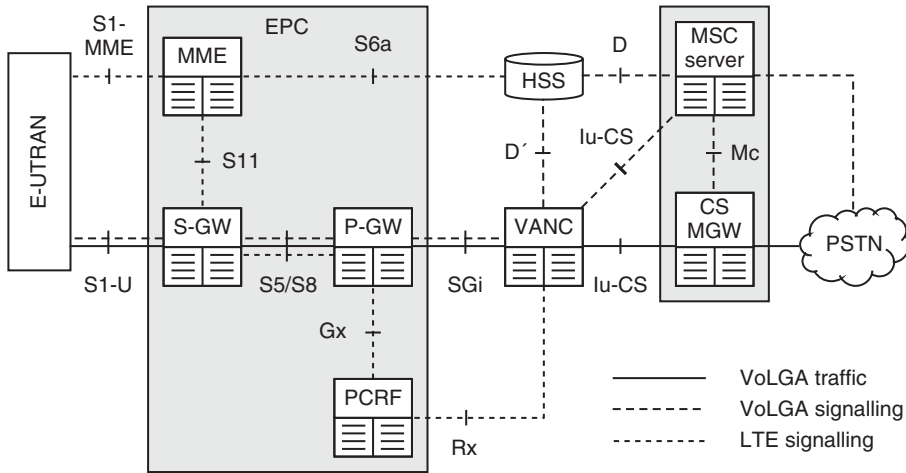 S1-
MME
EPC
MME
S6a
HSS
D
MSC
server
E-UTRAN
S11
D´
Iu-CS
Mc
S-GW
P-GW
VANC
CS
MGW
PSTN
S1-U
S5/S8
SGi
Iu-CS
Gx
PCRF
Rx
VoLGA traffic
VoLGA signalling
LTE signalling